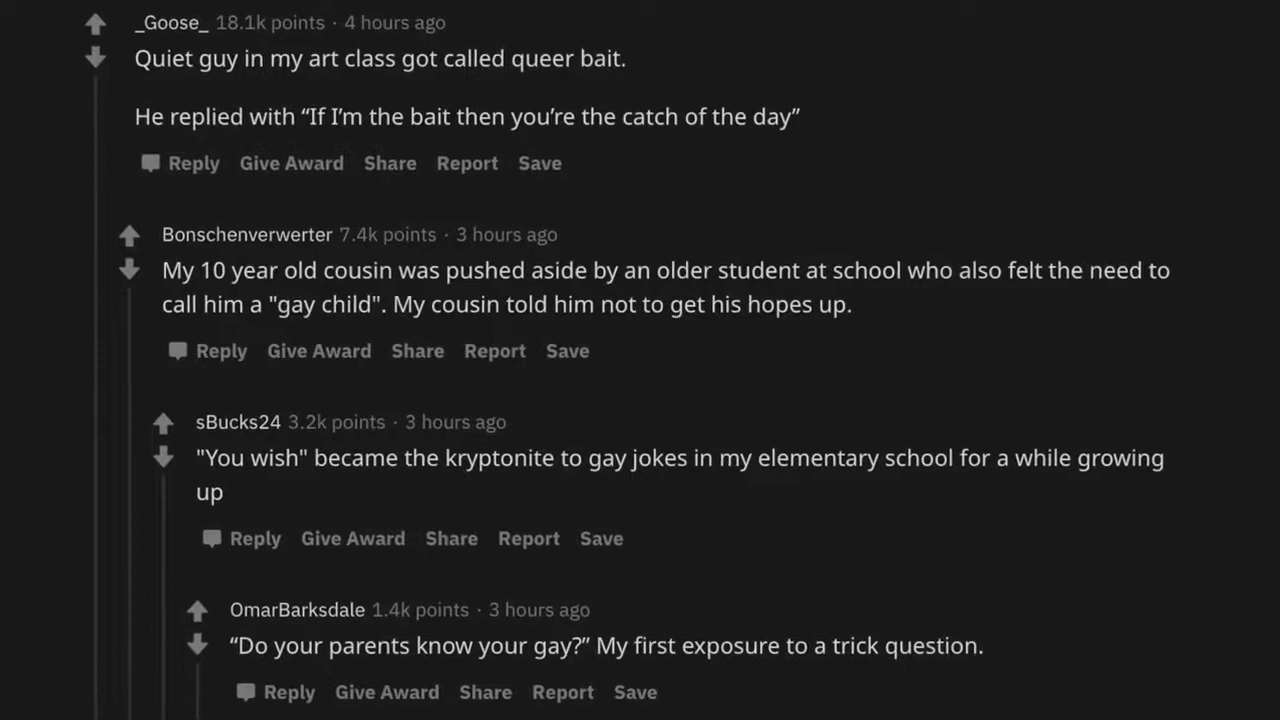 _Goose_ 18.1k points · 4 hours ago
Quiet guy in my art class got called queer bait.
He replied with “If I’m the bait then you’re the catch of the day”
Reply Give Award Share Report Save
Bonschenverwerter 7.4k points · 3 hours ago
My 10 year old cousin was pushed aside by an older student at school who also felt the need to
call him a "gay child". My cousin told him not to get his hopes up.
Reply Give Award Share Report Save
sBucks24 3.2k points · 3 hours ago
"You wish" became the kryptonite to gay jokes in my elementary school for a while growing
up
Reply Give Award Share Report Save
OmarBarksdale 1.4k points · 3 hours ago
“Do your parents know your gay?” My first exposure to a trick question.
Reply Give Award Share Report Save